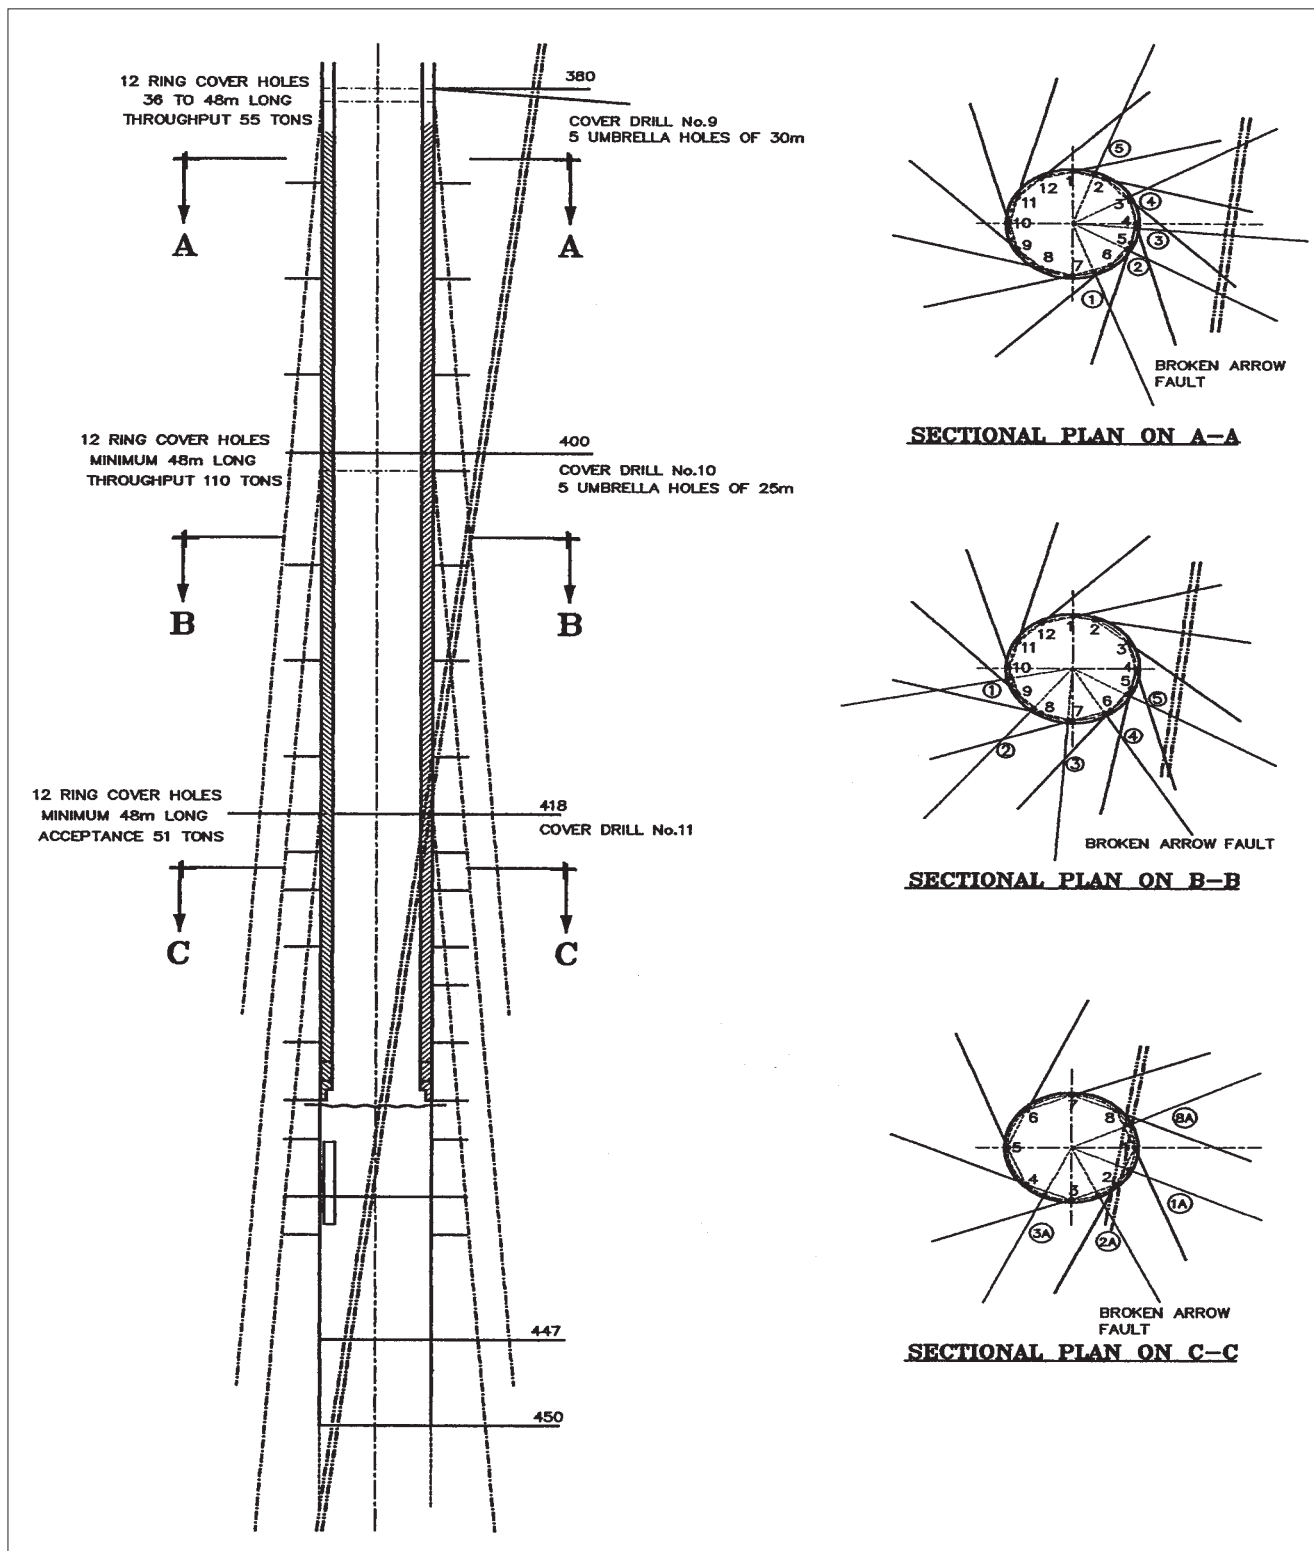 12 RING COVER HOLES
36 TO 48m LONG
THROUGHPUT 55 TONS
380
COVER DRILL No.9
5 UMBRELLA HOLES OF 30m
A
A
12 RING COVER HOLES
MINIMUM 48m LONG
THROUGHPUT 110 TONS
400
COVER DRILL No.10
5 UMBRELLA HOLES OF 25m
B
B
12 RING COVER HOLES
MINIMUM 48m LONG
ACCEPTANCE 51 TONS
418
COVER DRILL No.11
C
C
447
450
1
2
3
4
5
6
7
8
9
10
11
12
5
4
3
2
1
BROKEN ARROW
FAULT
SECTIONAL PLAN ON A-A
1
2
3
4
5
6
7
8
9
10
11
12
1
2
3
4
5
BROKEN ARROW FAULT
SECTIONAL PLAN ON B-B
7
8
6
5
4
3
2
8A
1A
2A
3A
BROKEN ARROW
FAULT
SECTIONAL PLAN ON C-C